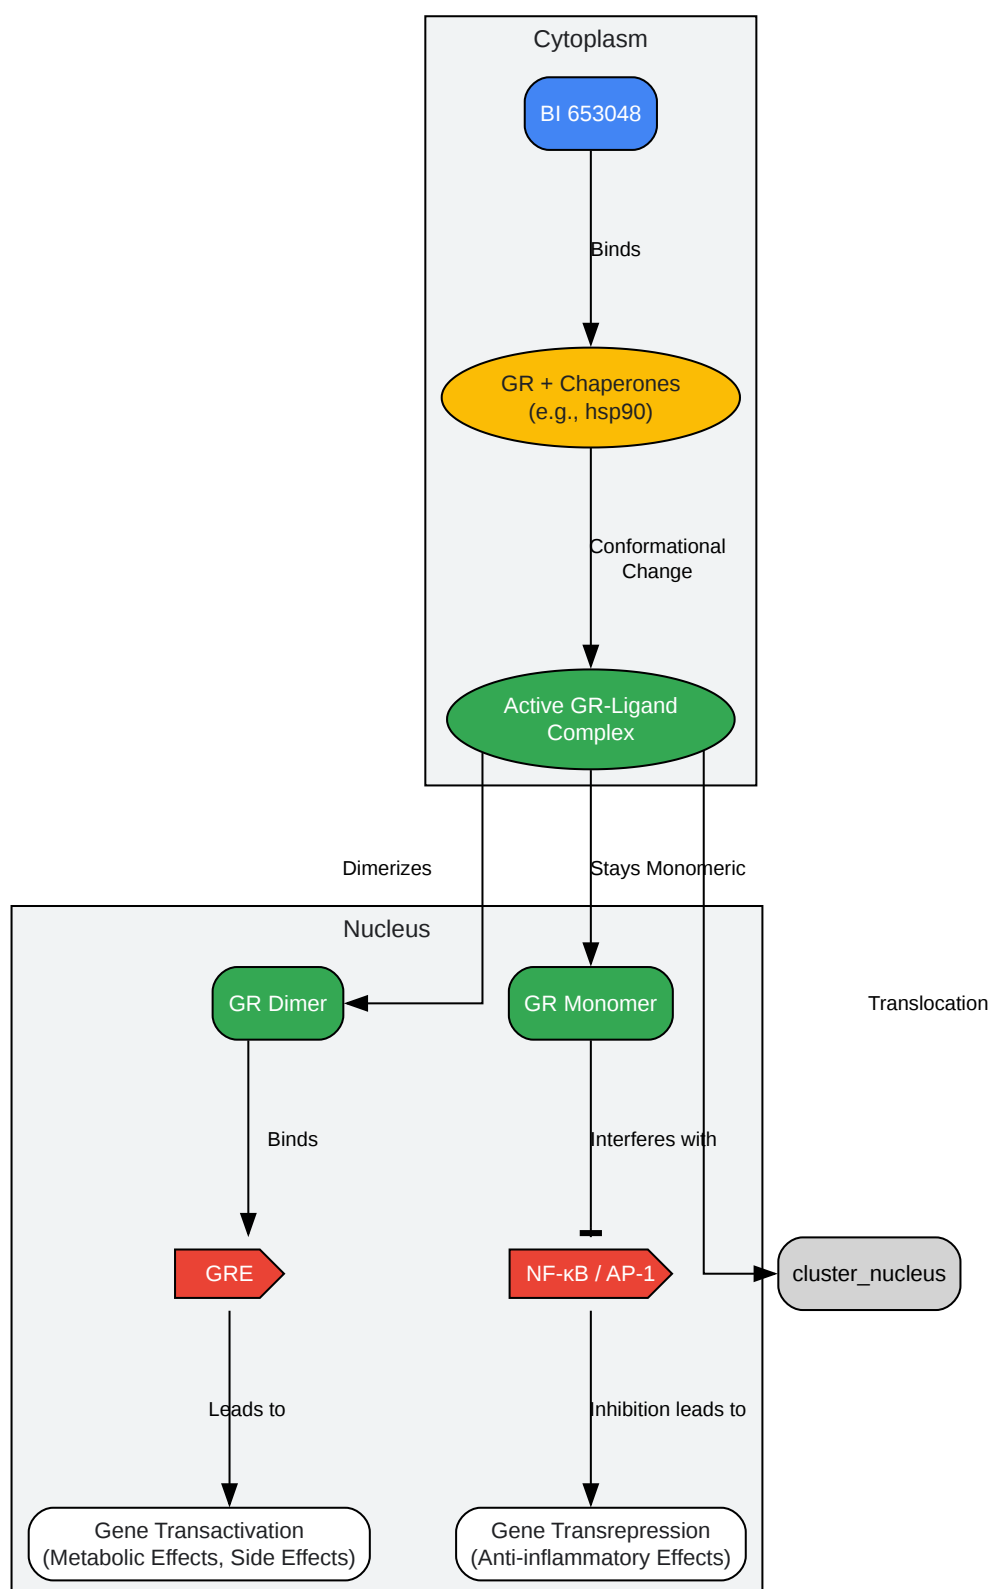 Cytoplasm
BI 653048
Binds
GR + Chaperones
(e.g., hsp90)
Conformational
Change
Active GR-Ligand
Complex
Dimerizes
Stays Monomeric
Nucleus
GR Dimer
GR Monomer
Translocation
Binds
Interferes with
GRE
NF-κB / AP-1
cluster_nucleus
Leads to
Inhibition leads to
Gene Transactivation
(Metabolic Effects, Side Effects)
Gene Transrepression
(Anti-inflammatory Effects)